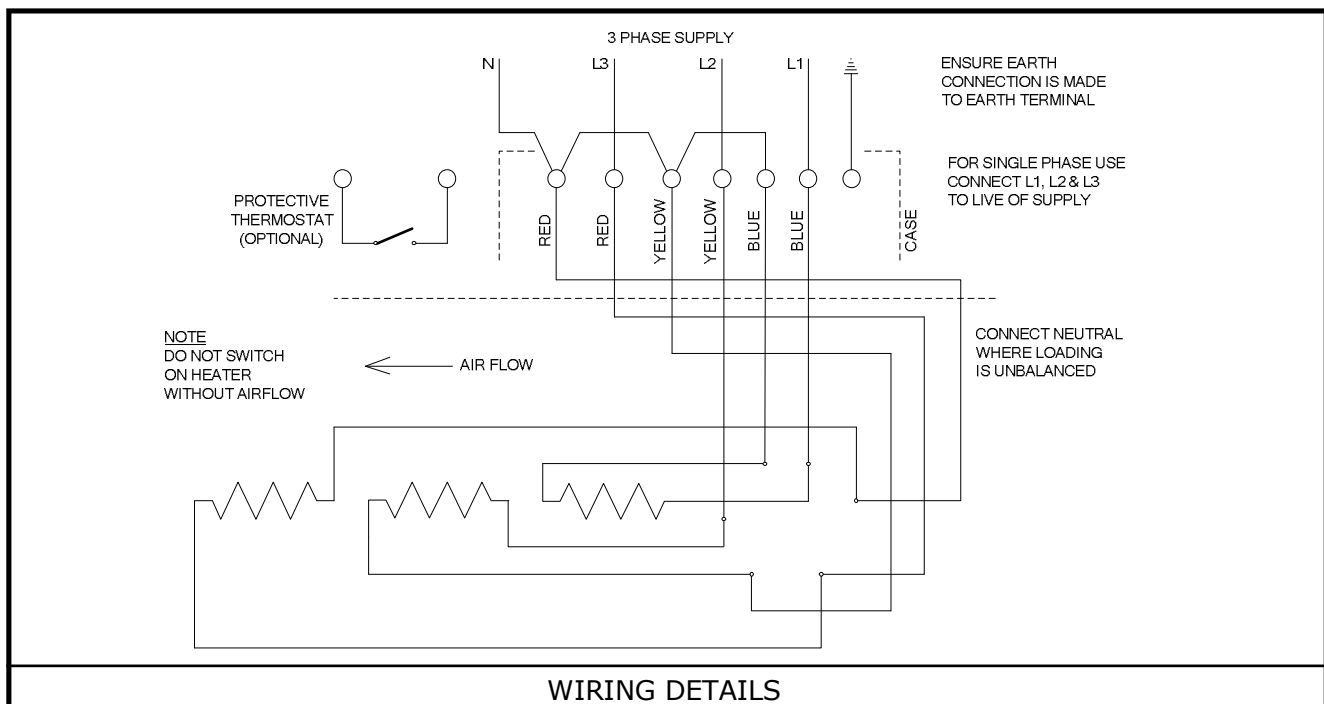 3 PHASE SUPPLY
N
L3
L2
L1
ENSURE EARTH
CONNECTION IS MADE
TO EARTH TERMINAL
FOR SINGLE PHASE USE
CONNECT L1, L2 & L3
TO LIVE OF SUPPLY
PROTECTIVE
THERMOSTAT
(OPTIONAL)
RED
RED
YELLOW
YELLOW
BLUE
BLUE
CASE
NOTE
DO NOT SWITCH
ON HEATER
WITHOUT AIRFLOW
AIR FLOW
CONNECT NEUTRAL
WHERE LOADING
IS UNBALANCED
WIRING DETAILS